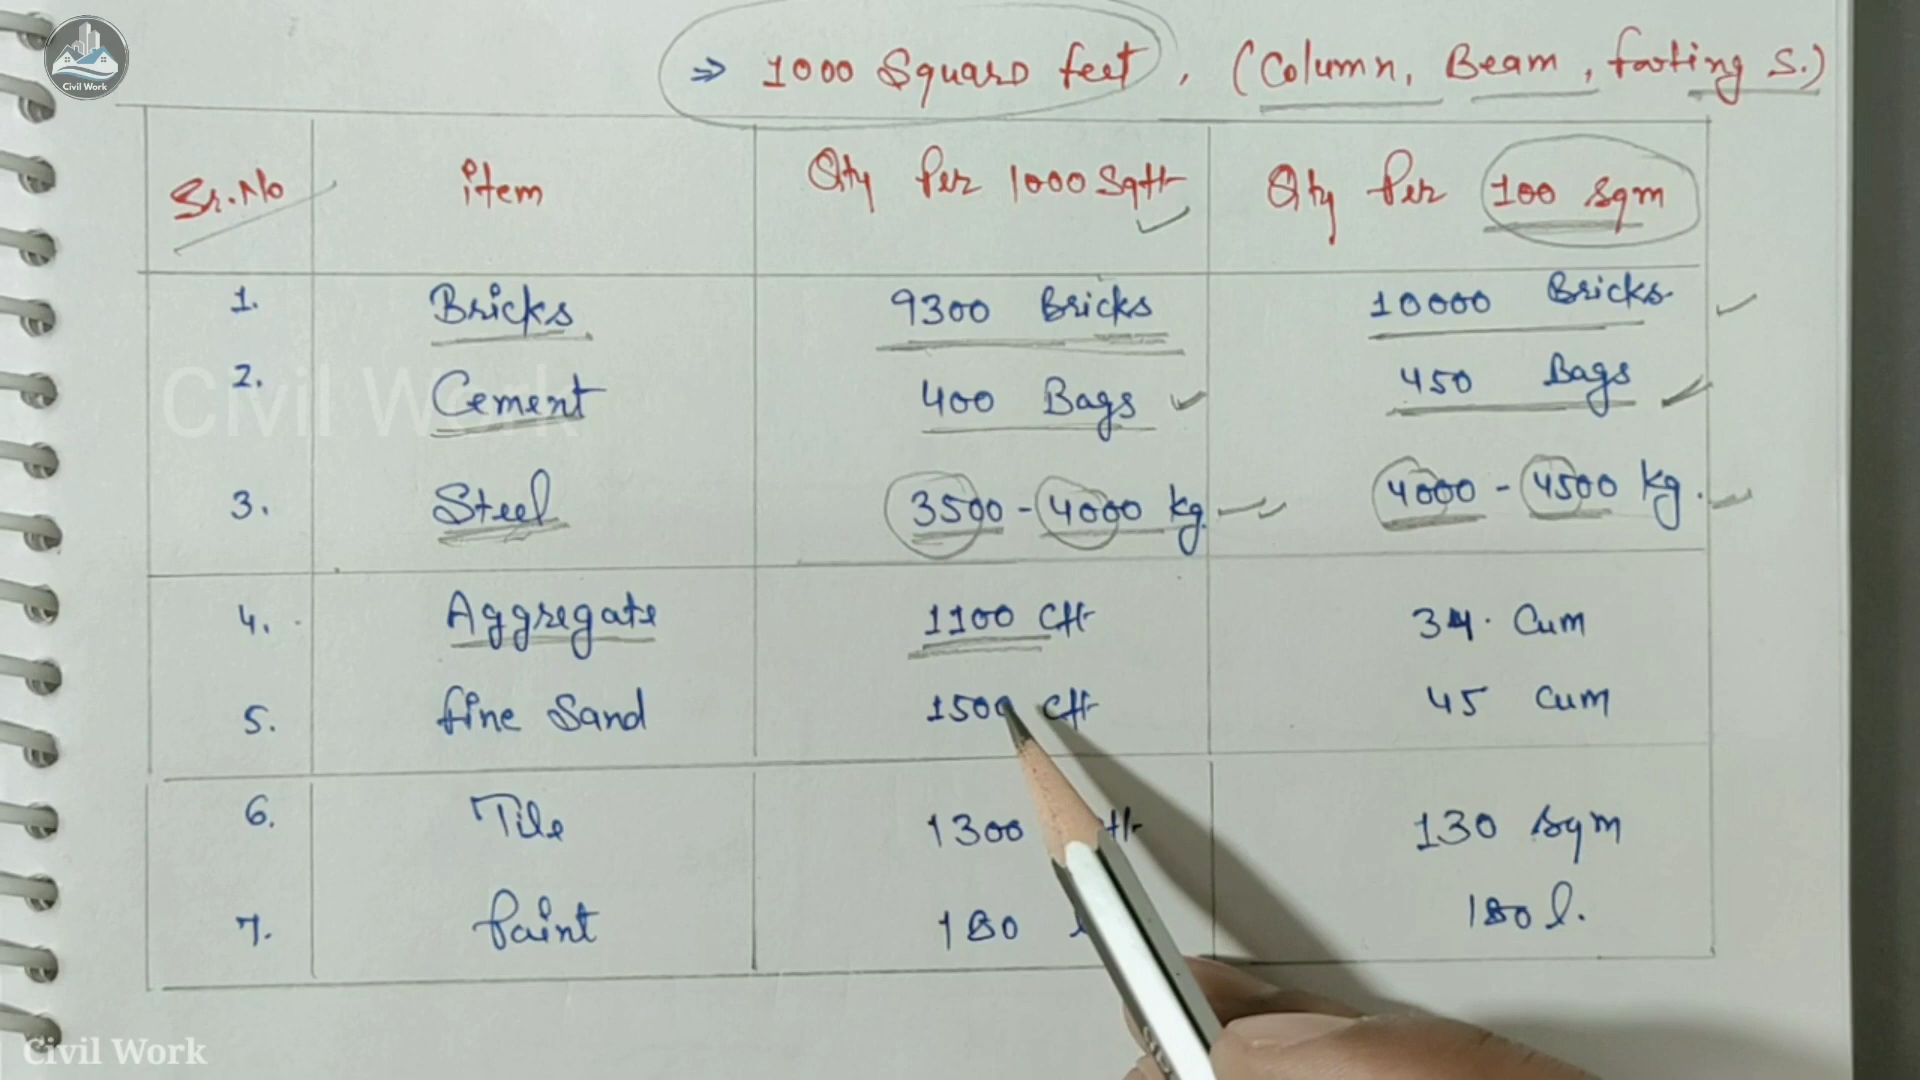 Civil Work
⇒ 1000 Square feet, (Column, Beam, footing S.)
Sr.No item Qty Per 1000 Sqft Qty Per 100 Sqm
1. Bricks 9300 Bricks 10000 Bricks
2. Cement 400 Bags 450 Bags
Civil Work
3. Steel 3500 - 4000 kg. 4000 - 4500 kg.
4. Aggregate 1100 Cft 34. Cum
5. fine Sand 1500 cft 45 Cum
6. Tile 1300 130 sqm
7. Paint 180 180 l.
Civil Work